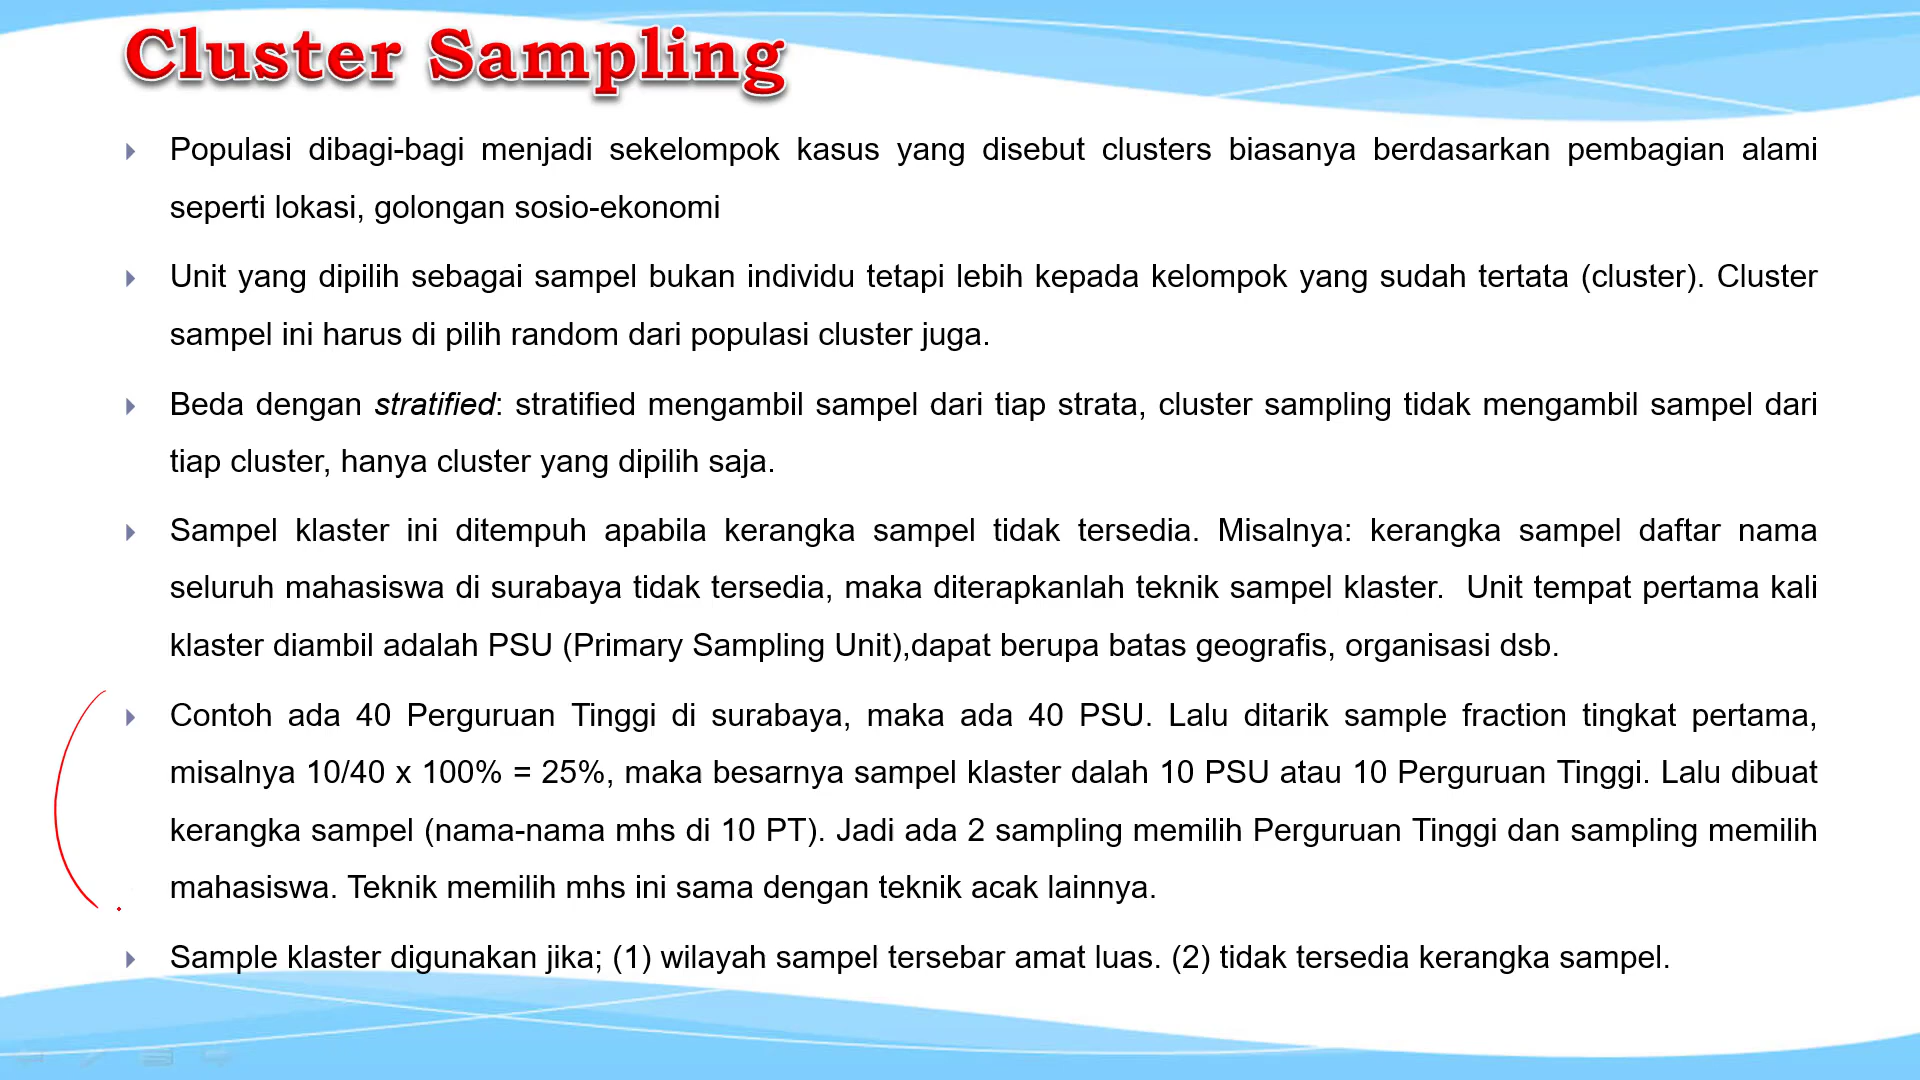 Cluster Sampling
Populasi dibagi-bagi menjadi sekelompok kasus yang disebut clusters biasanya berdasarkan pembagian alami
seperti lokasi, golongan sosio-ekonomi
Unit yang dipilih sebagai sampel bukan individu tetapi lebih kepada kelompok yang sudah tertata (cluster). Cluster
sampel ini harus di pilih random dari populasi cluster juga.
Beda dengan stratified: stratified mengambil sampel dari tiap strata, cluster sampling tidak mengambil sampel dari
tiap cluster, hanya cluster yang dipilih saja.
Sampel klaster ini ditempuh apabila kerangka sampel tidak tersedia. Misalnya: kerangka sampel daftar nama
seluruh mahasiswa di surabaya tidak tersedia, maka diterapkanlah teknik sampel klaster. Unit tempat pertama kali
klaster diambil adalah PSU (Primary Sampling Unit),dapat berupa batas geografis, organisasi dsb.
Contoh ada 40 Perguruan Tinggi di surabaya, maka ada 40 PSU. Lalu ditarik sample fraction tingkat pertama,
misalnya 10/40 x 100% = 25%, maka besarnya sampel klaster dalah 10 PSU atau 10 Perguruan Tinggi. Lalu dibuat
kerangka sampel (nama-nama mhs di 10 PT). Jadi ada 2 sampling memilih Perguruan Tinggi dan sampling memilih
mahasiswa. Teknik memilih mhs ini sama dengan teknik acak lainnya.
Sample klaster digunakan jika; (1) wilayah sampel tersebar amat luas. (2) tidak tersedia kerangka sampel.